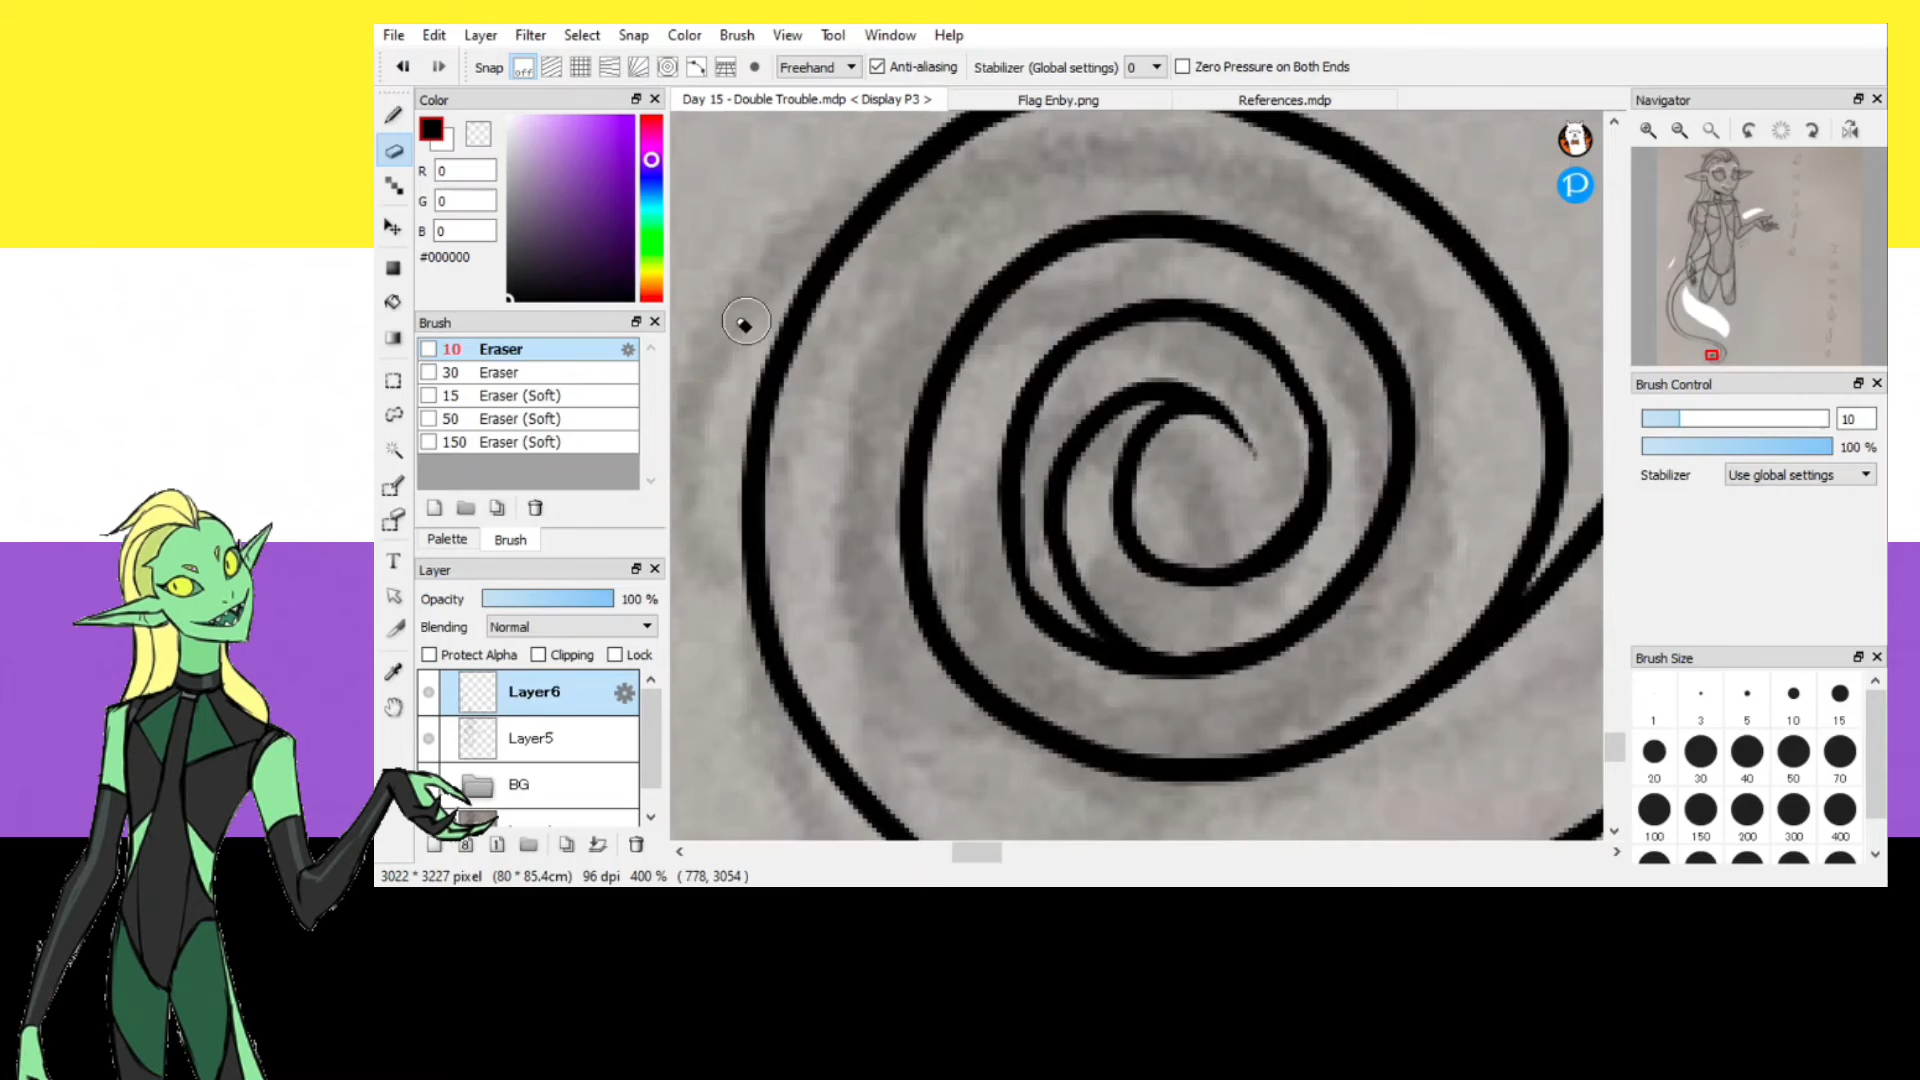 File Edit Layer Filter Select Snap Color Brush View Tool Window Help
Snap off Freehand Anti-aliasing Stabilizer (Global settings) 0 Zero Pressure on Both Ends
Color
Day 15 - Double Trouble.mdp < Display P3 > Flag Enby.png References.mdp
Navigator
R 0
G 0
B 0
#000000
Brush
10 Eraser
30 Eraser
15 Eraser (Soft)
50 Eraser (Soft)
150 Eraser (Soft)
Palette Brush
Layer
Opacity 100 %
Blending Normal
Protect Alpha Clipping Lock
Layer6
Layer5
BG
8 1
3022 * 3227 pixel (80 * 85.4cm) 96 dpi 400 % ( 778, 3054 )
P
Brush Control
10
100 %
Stabilizer Use global settings
Brush Size
1 3 5 10 15
20 30 40 50 70
100 150 200 300 400
T